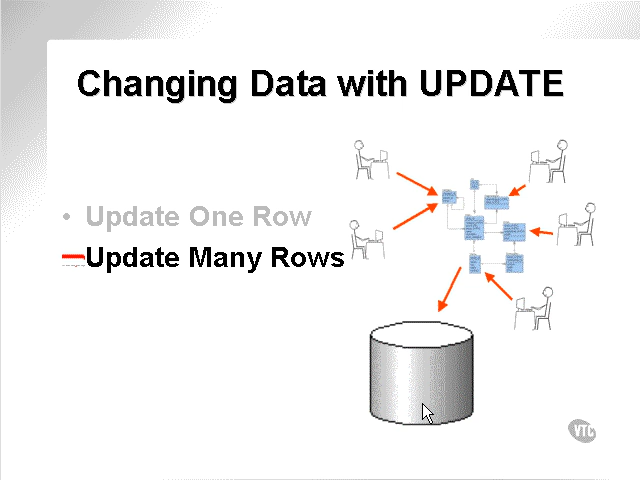 Changing Data with UPDATE
• Update One Row
Update Many Rows
VTC